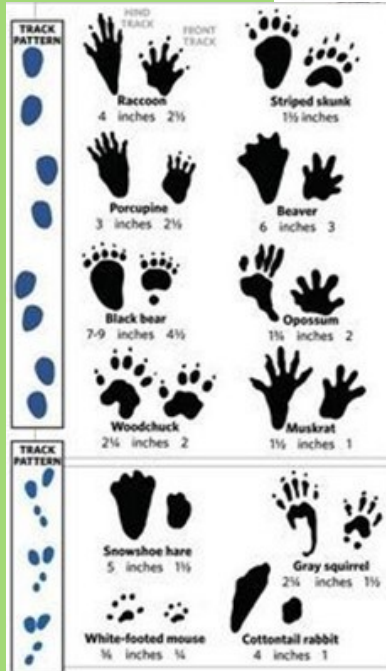 TRACK
PATTERN
HIND
TRACK
FRONT
TRACK
Raccoon
4 inches 2½
Striped skunk
1½ inches
Porcupine
3 inches 2½
Beaver
6 inches 3
Black bear
7-9 inches 4½
Opossum
1¾ inches 2
Woodchuck
2¼ inches 2
Muskrat
1½ inches 1
TRACK
PATTERN
Snowshoe hare
5 inches 1½
Gray squirrel
2¼ inches 1½
White-footed mouse
inches ¼
Cottontail rabbit
4 inches 1